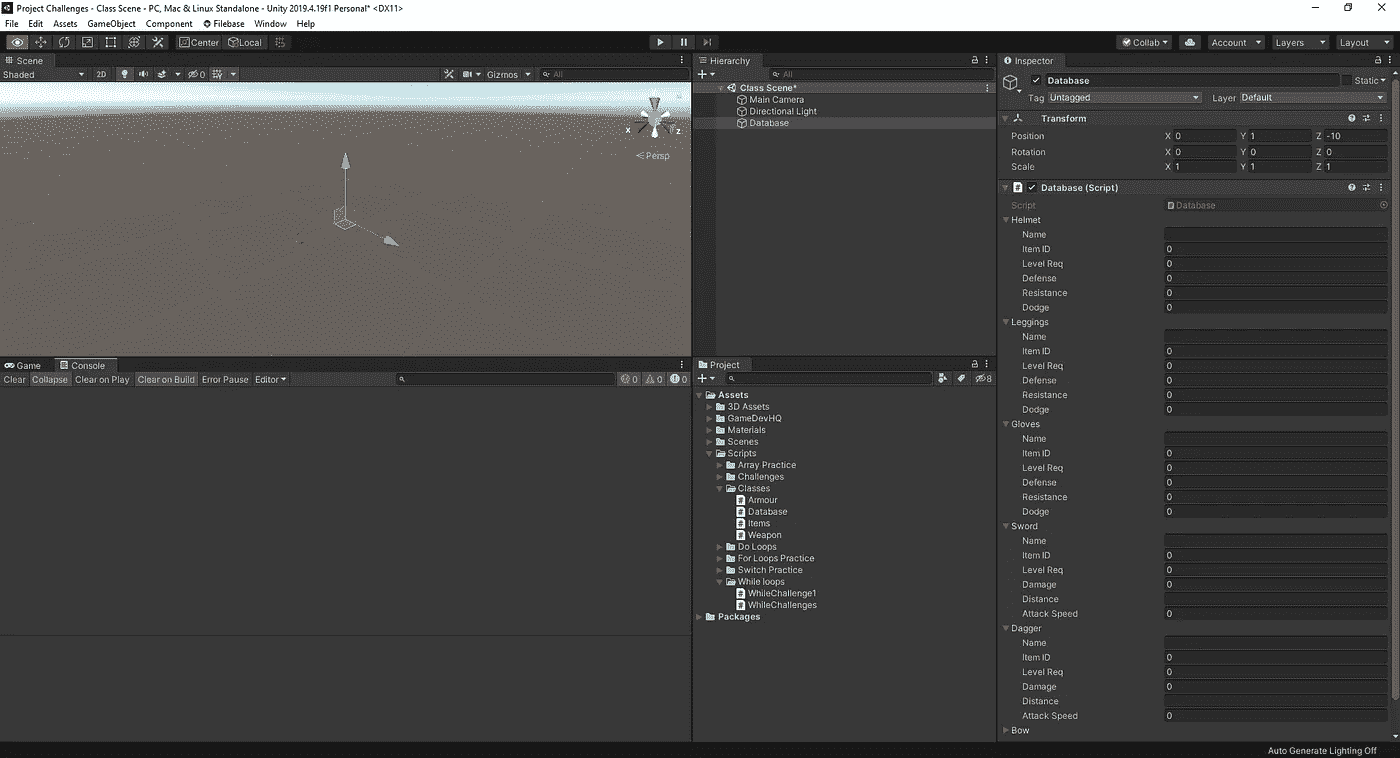 Project Challenges - Class Scene - PC, Mac & Linux Standalone - Unity 2019.4.19f1 Personal* <DX11>
File Edit Assets GameObject Component Filebase Window Help
Center Local Collab Account Layers Layout
Scene
Shaded 2D 0 Gizmos All
x z
Persp
Game Console
Clear Collapse Clear on Play Clear on Build Error Pause Editor 0 0 0
Hierarchy
All
Class Scene*
Main Camera
Directional Light
Database
Project
8
Assets
3D Assets
GameDevHQ
Materials
Scenes
Scripts
Array Practice
Challenges
Classes
Armour
Database
Items
Weapon
Do Loops
For Loops Practice
Switch Practice
While loops
WhileChallenge1
WhileChallenges
Packages
Inspector
Database Static
Tag Untagged Layer Default
Transform
Position X 0 Y 1 Z -10
Rotation X 0 Y 0 Z 0
Scale X 1 Y 1 Z 1
# Database (Script)
Script Database
Helmet
Name
Item ID 0
Level Req 0
Defense 0
Resistance 0
Dodge 0
Leggings
Name
Item ID 0
Level Req 0
Defense 0
Resistance 0
Dodge 0
Gloves
Name
Item ID 0
Level Req 0
Defense 0
Resistance 0
Dodge 0
Sword
Name
Item ID 0
Level Req 0
Damage 0
Distance
Attack Speed 0
Dagger
Name
Item ID 0
Level Req 0
Damage 0
Distance
Attack Speed 0
Bow
Auto Generate Lighting Off